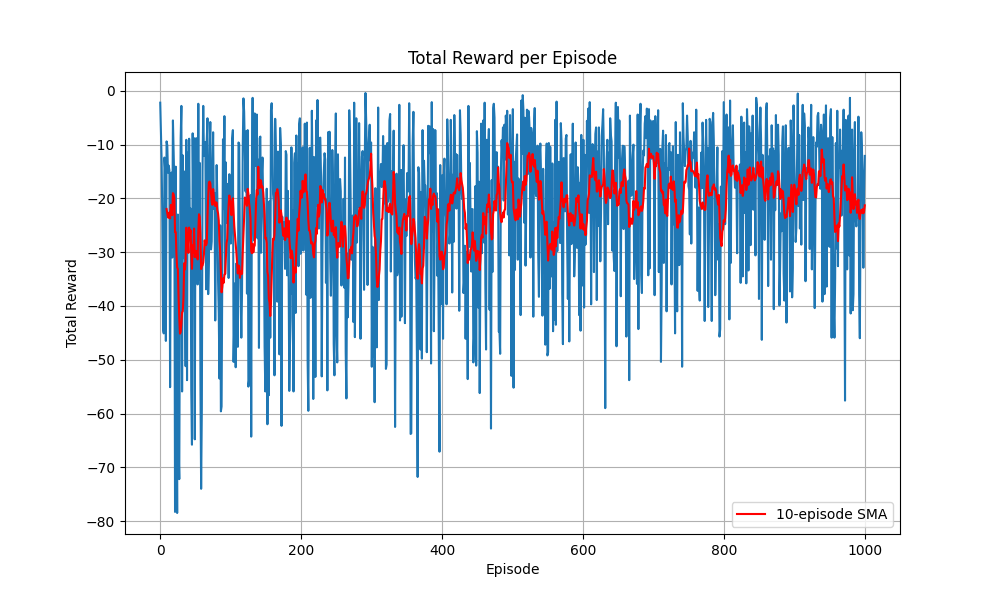 Total Reward per Episode
Total Reward
0
−10
−20
−30
−40
−50
−60
−70
−80
10-episode SMA
0 200 400 600 800 1000
Episode